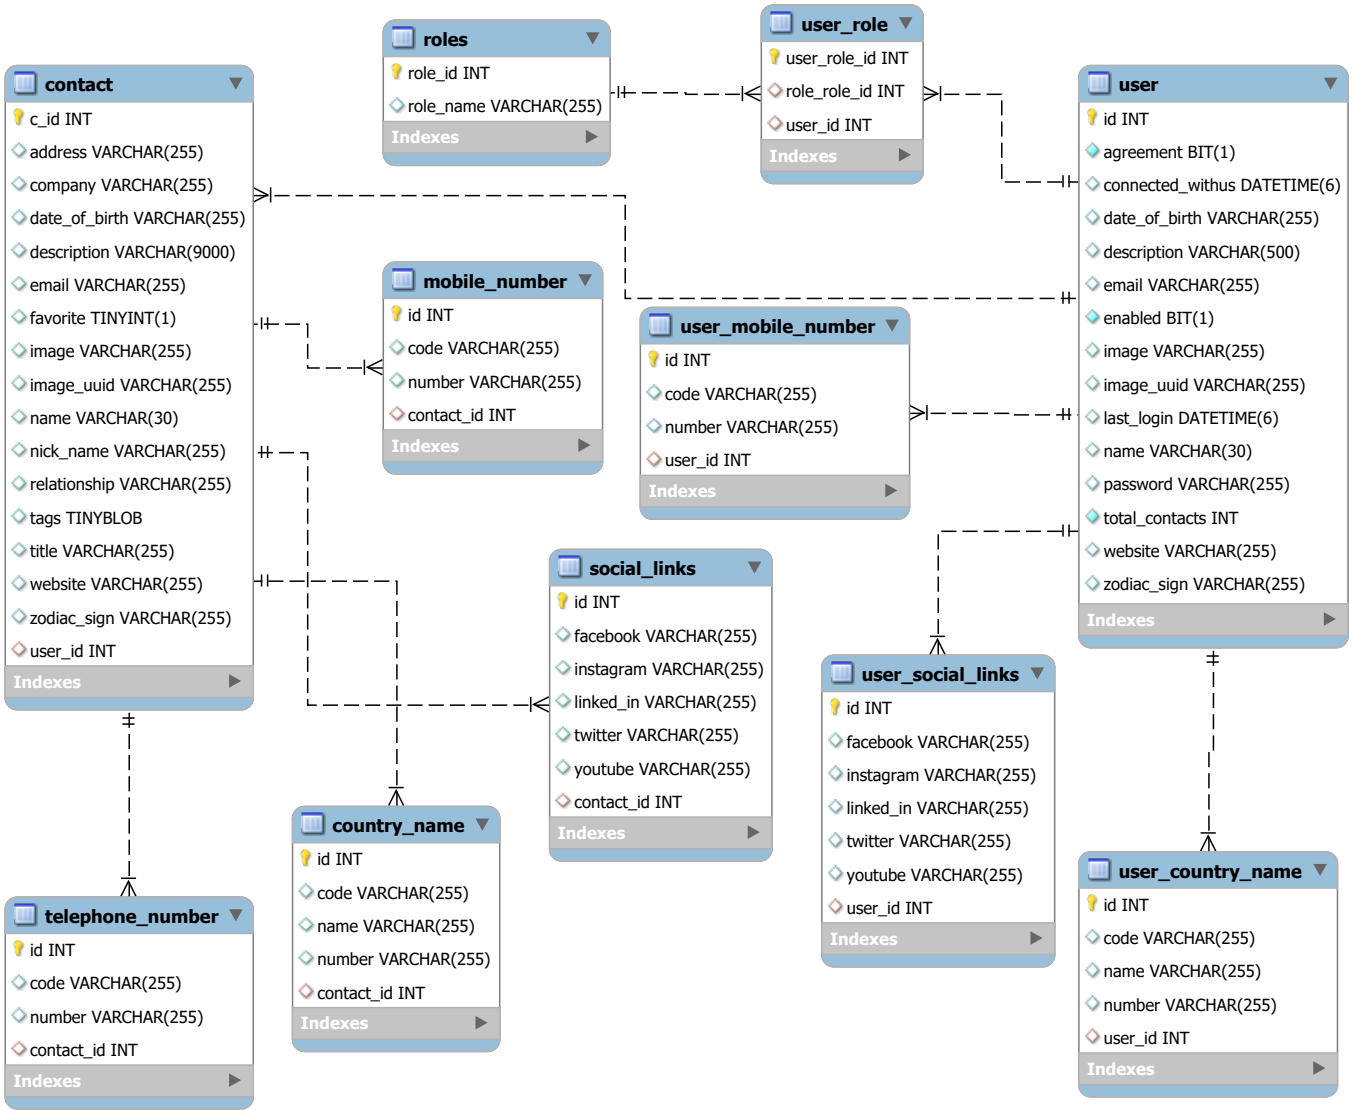 roles
role_id INT
role_name VARCHAR(255)
Indexes
user_role
user_role_id INT
role_role_id INT
user_id INT
Indexes
contact
c_id INT
address VARCHAR(255)
company VARCHAR(255)
date_of_birth VARCHAR(255)
description VARCHAR(9000)
email VARCHAR(255)
favorite TINYINT(1)
image VARCHAR(255)
image_uuid VARCHAR(255)
name VARCHAR(30)
nick_name VARCHAR(255)
relationship VARCHAR(255)
tags TINYBLOB
title VARCHAR(255)
website VARCHAR(255)
zodiac_sign VARCHAR(255)
user_id INT
Indexes
user
id INT
agreement BIT(1)
connected_withus DATETIME(6)
date_of_birth VARCHAR(255)
description VARCHAR(500)
email VARCHAR(255)
enabled BIT(1)
image VARCHAR(255)
image_uuid VARCHAR(255)
last_login DATETIME(6)
name VARCHAR(30)
password VARCHAR(255)
total_contacts INT
website VARCHAR(255)
zodiac_sign VARCHAR(255)
Indexes
mobile_number
id INT
code VARCHAR(255)
number VARCHAR(255)
contact_id INT
Indexes
user_mobile_number
id INT
code VARCHAR(255)
number VARCHAR(255)
user_id INT
Indexes
social_links
id INT
facebook VARCHAR(255)
instagram VARCHAR(255)
linked_in VARCHAR(255)
twitter VARCHAR(255)
youtube VARCHAR(255)
contact_id INT
Indexes
user_social_links
id INT
facebook VARCHAR(255)
instagram VARCHAR(255)
linked_in VARCHAR(255)
twitter VARCHAR(255)
youtube VARCHAR(255)
user_id INT
Indexes
country_name
id INT
code VARCHAR(255)
name VARCHAR(255)
number VARCHAR(255)
contact_id INT
Indexes
user_country_name
id INT
code VARCHAR(255)
name VARCHAR(255)
number VARCHAR(255)
user_id INT
Indexes
telephone_number
id INT
code VARCHAR(255)
number VARCHAR(255)
contact_id INT
Indexes